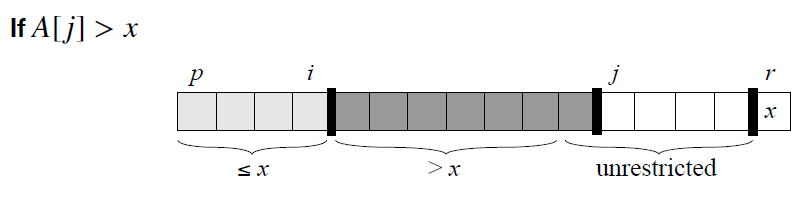 If A[j] > x
p i j r
x
≤ x > x unrestricted